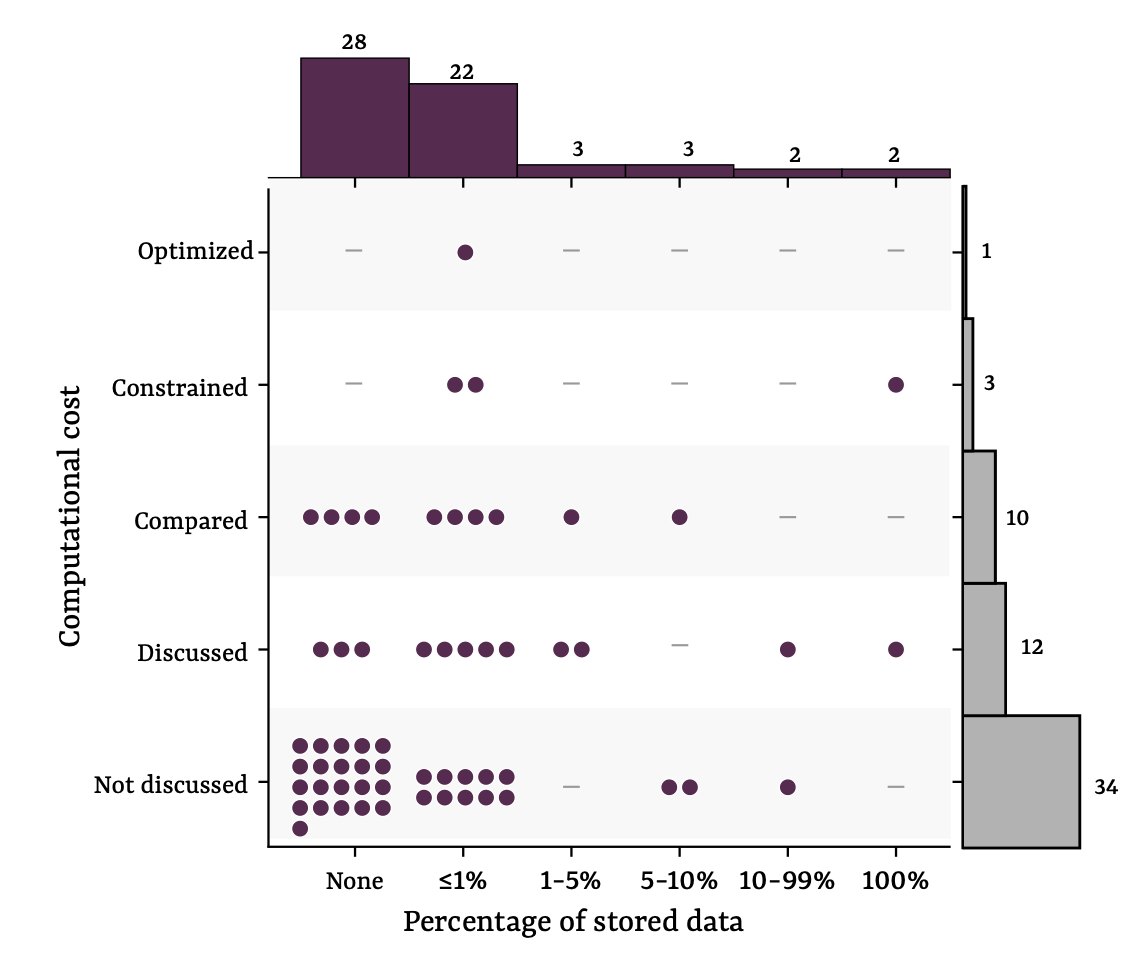 28
22
3
3
2
2
Optimized
1
Constrained
3
Compared
10
Discussed
12
Not discussed
34
Computational cost
None
≤1%
1-5%
5-10%
10-99%
100%
Percentage of stored data